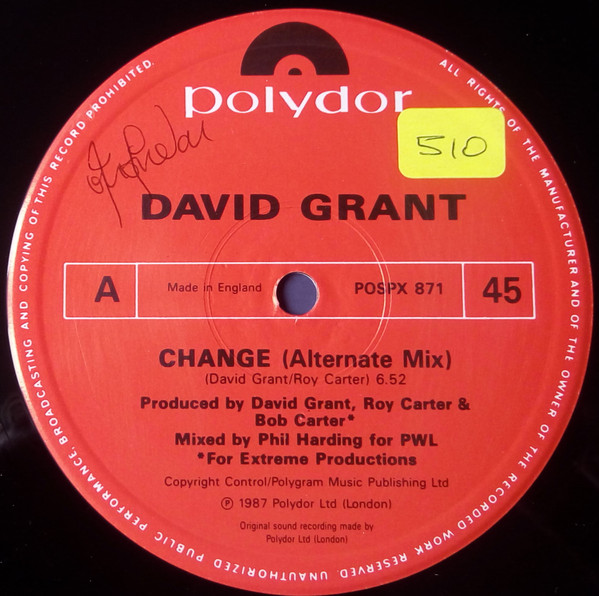 polydor
510
DAVID GRANT
A Made in England POSPX 871 45
CHANGE (Alternate Mix)
(David Grant/Roy Carter) 6.52
Produced by David Grant, Roy Carter &
Bob Carter*
Mixed by Phil Harding for PWL
*For Extreme Productions
Copyright Control/Polygram Music Publishing Ltd
Ⓟ 1987 Polydor Ltd (London)
Original sound recording made by
Polydor Ltd (London)
ALL RIGHTS OF THE MANUFACTURER AND OF THE OWNER OF THE RECORDED WORK RESERVED. UNAUTHORIZED PUBLIC PERFORMANCE, BROADCASTING AND COPYING OF THIS RECORD PROHIBITED.